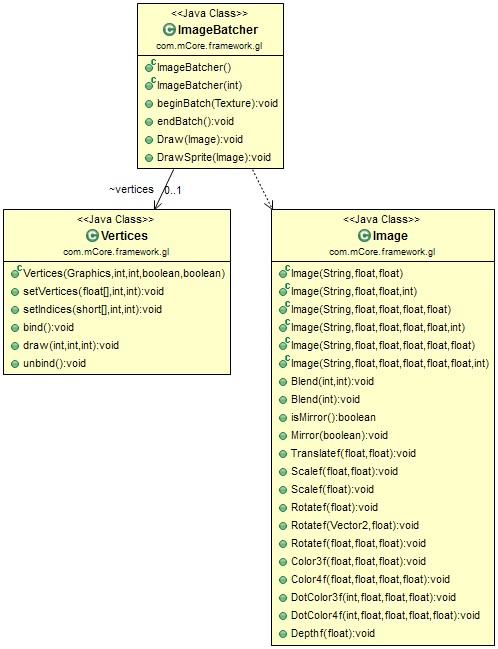 <<Java Class>>
ImageBatcher
com.mCore.framework.gl
ImageBatcher()
ImageBatcher(int)
beginBatch(Texture):void
endBatch():void
Draw(Image):void
DrawSprite(Image):void
~vertices 0..1
<<Java Class>>
Vertices
com.mCore.framework.gl
Vertices(Graphics,int,int,boolean,boolean)
setVertices(float[],int,int):void
setIndices(short[],int,int):void
bind():void
draw(int,int,int):void
unbind():void
<<Java Class>>
Image
com.mCore.framework.gl
Image(String,float,float)
Image(String,float,float,int)
Image(String,float,float,float,float)
Image(String,float,float,float,float,int)
Image(String,float,float,float,float,float)
Image(String,float,float,float,float,float,int)
Blend(int,int):void
Blend(int):void
isMirror():boolean
Mirror(boolean):void
Translatef(float,float):void
Scalef(float,float):void
Scalef(float):void
Rotatef(float):void
Rotatef(Vector2,float):void
Rotatef(float,float,float):void
Color3f(float,float,float):void
Color4f(float,float,float,float):void
DotColor3f(int,float,float,float):void
DotColor4f(int,float,float,float,float):void
Depthf(float):void